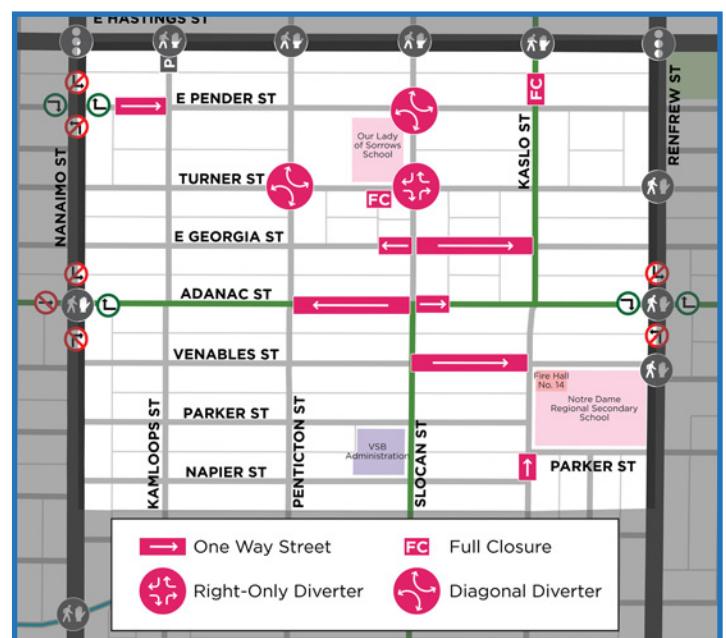 E HASTINGS ST
P
E PENDER ST
FC
KASLO ST
RENFREW ST
NANAIMO ST
Our Lady
of Sorrows
School
TURNER ST
FC
E GEORGIA ST
ADANAC ST
VENABLES ST
Fire Hall
No. 14
Notre Dame
Regional Secondary
School
PARKER ST
KAMLOOPS ST
PENTICTON ST
SLOCAN ST
VSB
Administration
NAPIER ST
PARKER ST
One Way Street
FC Full Closure
Right-Only Diverter
Diagonal Diverter